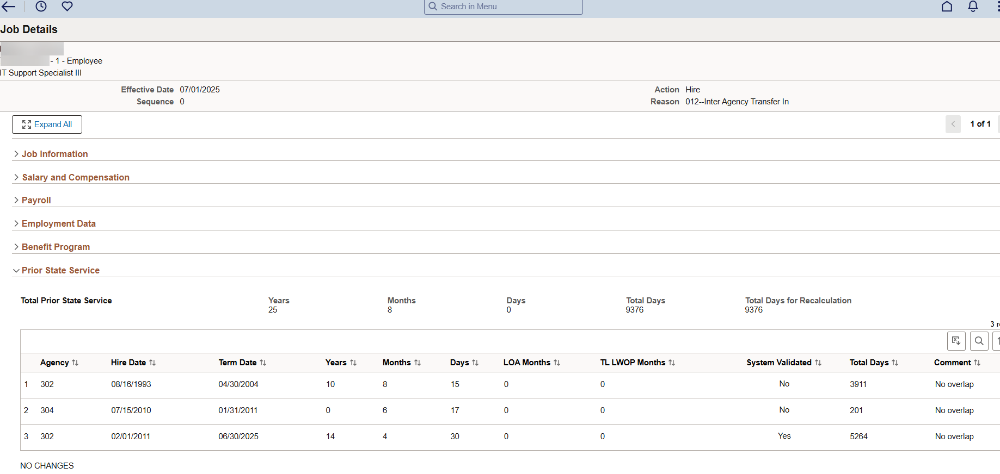 Search in Menu
Job Details
- 1 - Employee
IT Support Specialist III
Effective Date 07/01/2025 Action Hire
Sequence 0 Reason 012--Inter Agency Transfer In
Expand All 1 of 1
Job Information
Salary and Compensation
Payroll
Employment Data
Benefit Program
Prior State Service
Total Prior State Service Years Months Days Total Days Total Days for Recalculation
25 8 0 9376 9376
3
Agency Hire Date Term Date Years Months Days LOA Months TL LWOP Months System Validated Total Days Comment
1 302 08/16/1993 04/30/2004 10 8 15 0 0 No 3911 No overlap
2 304 07/15/2010 01/31/2011 0 6 17 0 0 No 201 No overlap
3 302 02/01/2011 06/30/2025 14 4 30 0 0 Yes 5264 No overlap
NO CHANGES